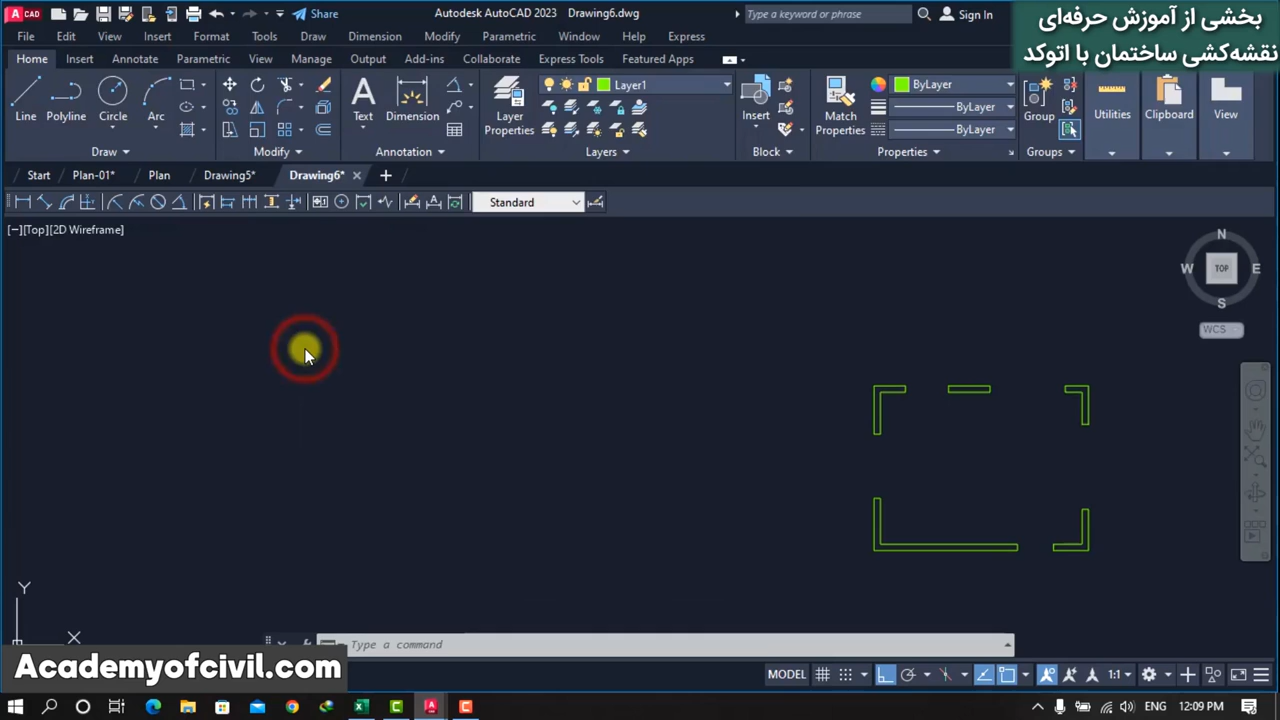 Autodesk AutoCAD 2023 Drawing6.dwg
Share
Type a keyword or phrase
Sign In
بخشی از آموزش حرفه‌ای
نقشه‌کشی ساختمان با اتوکد
File Edit View Insert Format Tools Draw Dimension Modify Parametric Window Help Express
Home Insert Annotate Parametric View Manage Output Add-ins Collaborate Express Tools Featured Apps
CAD
Layer1
ByLayer
ByLayer
ByLayer
Line Polyline Circle Arc
Text Dimension
Layer
Properties
Insert
Match
Properties
Group
Utilities
Clipboard
View
Draw Modify Annotation Layers Block Properties Groups
Start Plan-01* Plan Drawing5* Drawing6*
Standard
[−][Top][2D Wireframe]
N
W TOP E
S
WCS
Y
X
Type a command
Academyofcivil.com
MODEL 1:1
12:09 PM